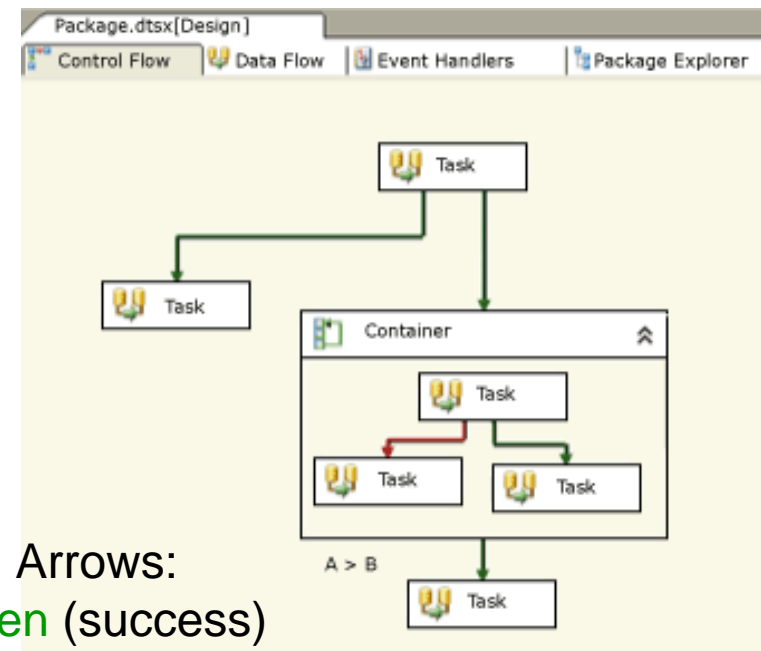 Package.dtsx[Design]
Control Flow Data Flow Event Handlers Package Explorer
Task
Task
Container
Task
Task Task
A > B
Task
Arrows:
en (success)